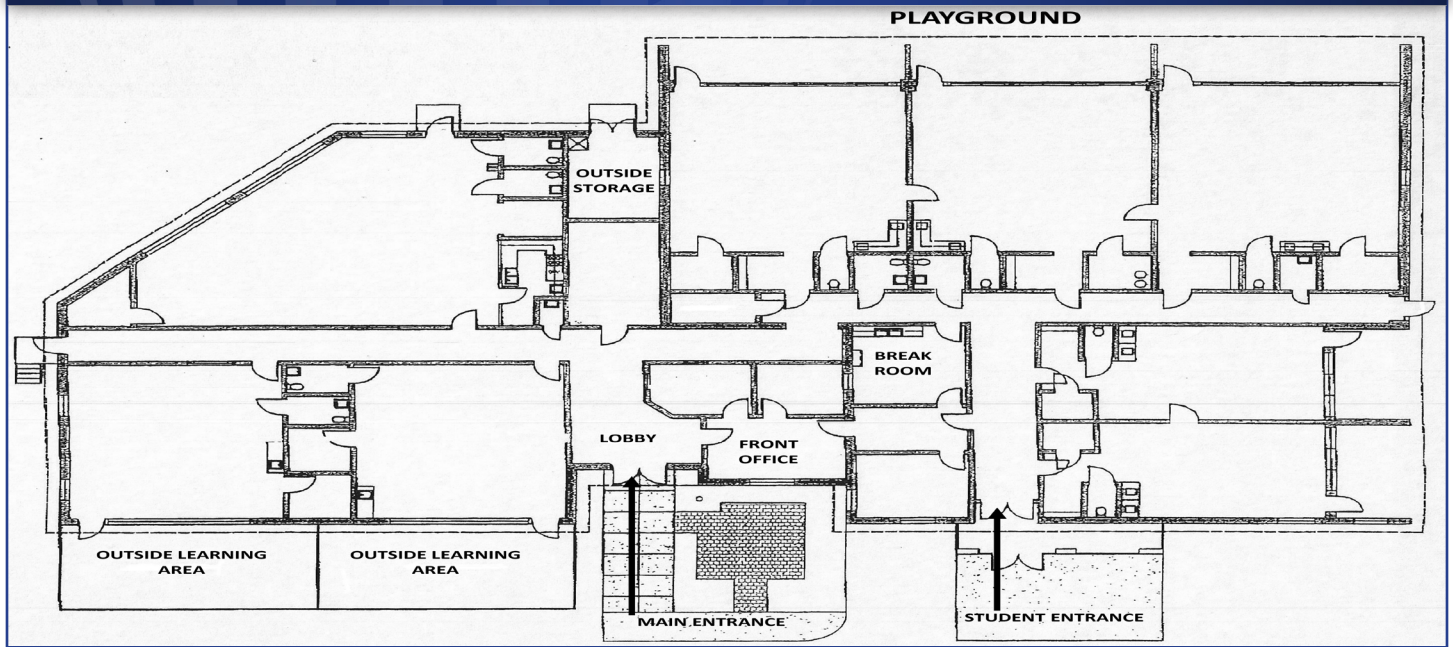 PLAYGROUND
OUTSIDE
STORAGE
BREAK
ROOM
LOBBY
FRONT
OFFICE
OUTSIDE LEARNING
AREA
OUTSIDE LEARNING
AREA
MAIN ENTRANCE
STUDENT ENTRANCE